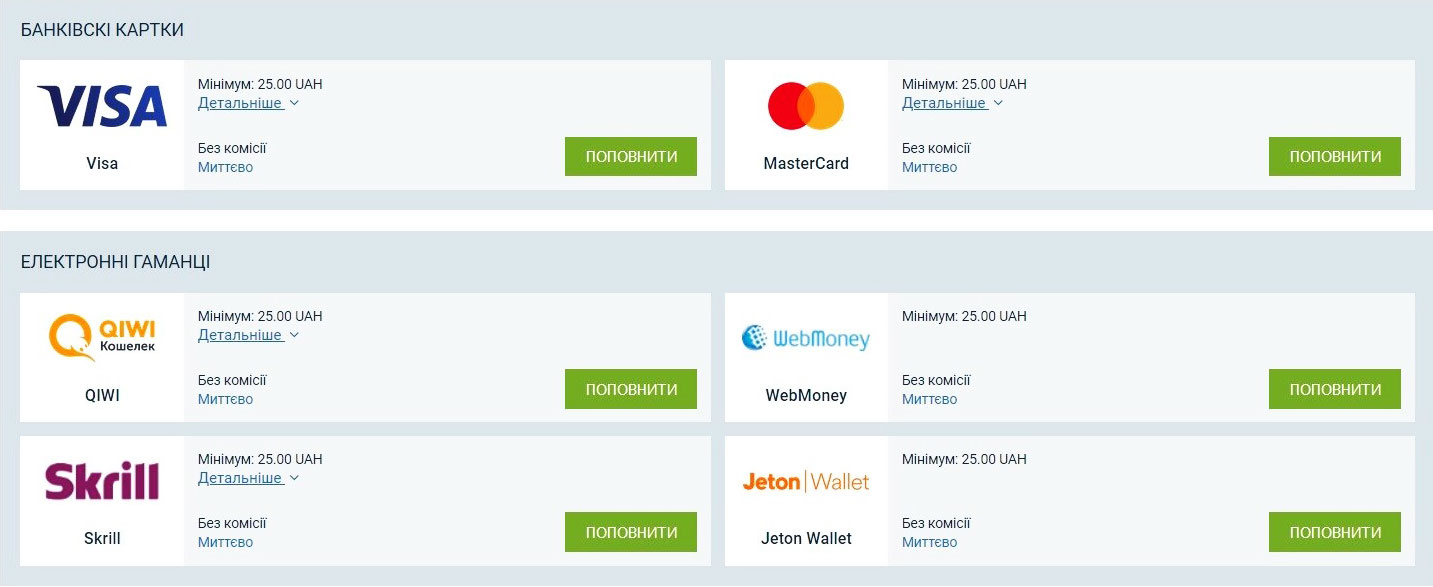 БАНКІВСКІ КАРТКИ
VISA
Visa
Мінімум: 25.00 UAH
Детальніше
Без комісії
Миттєво
ПОПОВНИТИ
MasterCard
Мінімум: 25.00 UAH
Детальніше
Без комісії
Миттєво
ПОПОВНИТИ
ЕЛЕКТРОННІ ГАМАНЦІ
QIWI
Кошелек
QIWI
Мінімум: 25.00 UAH
Детальніше
Без комісії
Миттєво
ПОПОВНИТИ
WebMoney
WebMoney
Мінімум: 25.00 UAH
Без комісії
Миттєво
ПОПОВНИТИ
Skrill
Skrill
Мінімум: 25.00 UAH
Детальніше
Без комісії
Миттєво
ПОПОВНИТИ
Jeton|Wallet
Jeton Wallet
Мінімум: 25.00 UAH
Без комісії
Миттєво
ПОПОВНИТИ